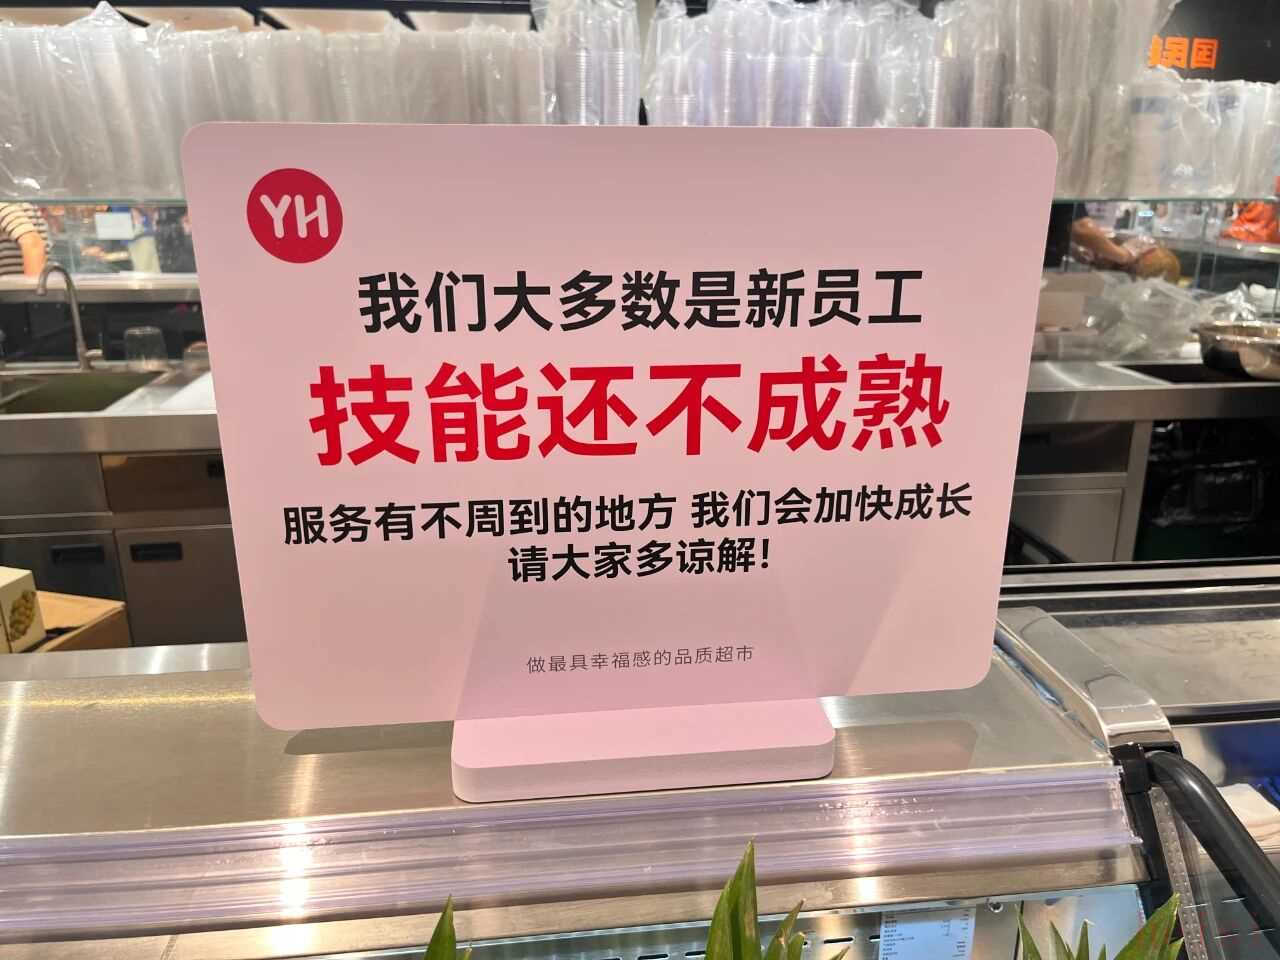 国民
YH
我们大多数是新员工
技能还不成熟
服务有不周到的地方 我们会加快成长
请大家多谅解!
做最具幸福感的品质超市